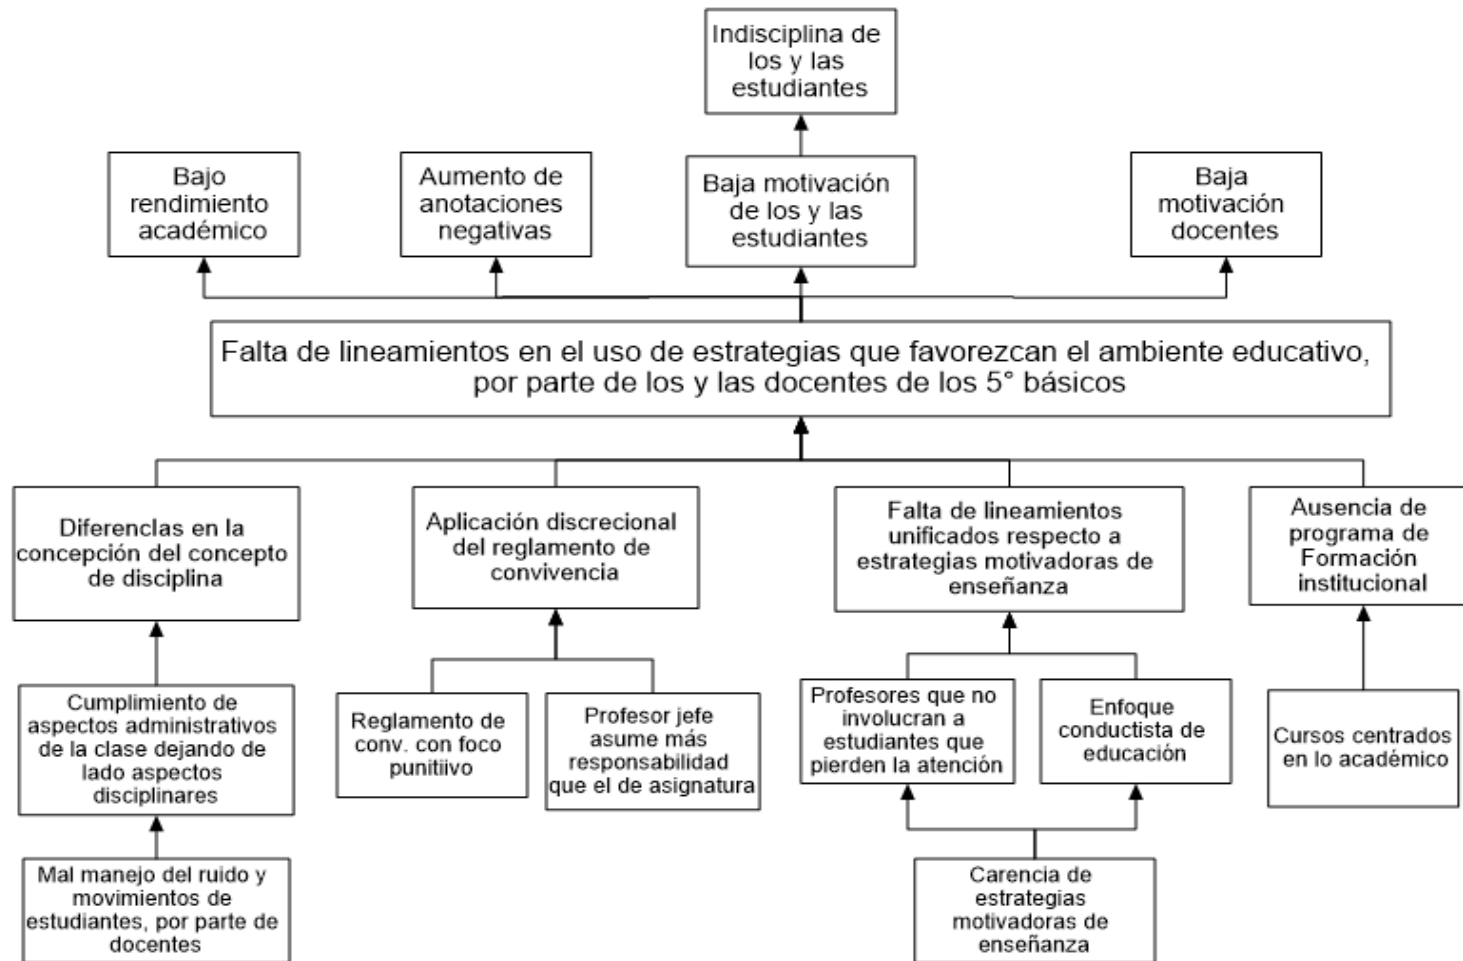 Indisciplina de
los y las
estudiantes
Bajo
rendimiento
académico
Aumento de
anotaciones
negativas
Baja motivación
de los y las
estudiantes
Baja
motivación
docentes
Falta de lineamientos en el uso de estrategias que favorezcan el ambiente educativo,
por parte de los y las docentes de los 5° básicos
Diferencias en la
concepción del concepto
de disciplina
Aplicación discrecional
del reglamento de
convivencia
Falta de lineamientos
unificados respecto a
estrategias motivadoras de
enseñanza
Ausencia de
programa de
Formación
institucional
Cumplimiento de
aspectos administrativos
de la clase dejando de
lado aspectos
disciplinares
Reglamento de
conv. con foco
punitiivo
Profesor jefe
asume más
responsabilidad
que el de asignatura
Profesores que no
involucran a
estudiantes que
pierden la atención
Enfoque
conductista de
educación
Cursos centrados
en lo académico
Mal manejo del ruido y
movimientos de
estudiantes, por parte de
docentes
Carencia de
estrategias
motivadoras de
enseñanza